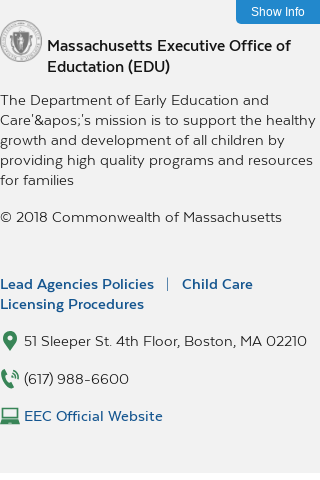 Show Info
Massachusetts Executive Office of
Eductation (EDU)
The Department of Early Education and
Care'&apos;'s mission is to support the healthy
growth and development of all children by
providing high quality programs and resources
for families
© 2018 Commonwealth of Massachusetts
Lead Agencies Policies | Child Care
Licensing Procedures
51 Sleeper St. 4th Floor, Boston, MA 02210
(617) 988-6600
EEC Official Website